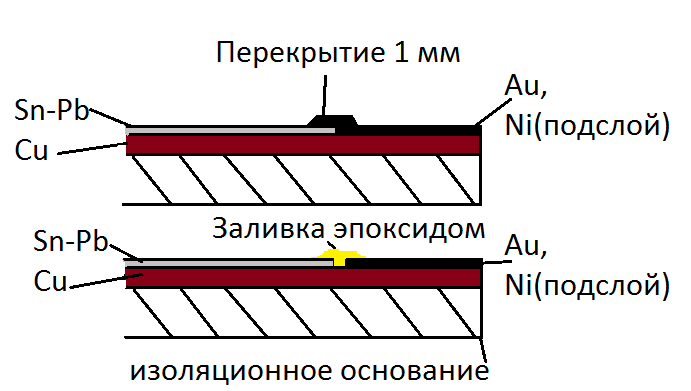 Перекрытие 1 мм
Sn-Pb
Cu
Au,
Ni(подслой)
Заливка эпоксидом
Sn-Pb
Cu
Au,
Ni(подслой)
изоляционное основание